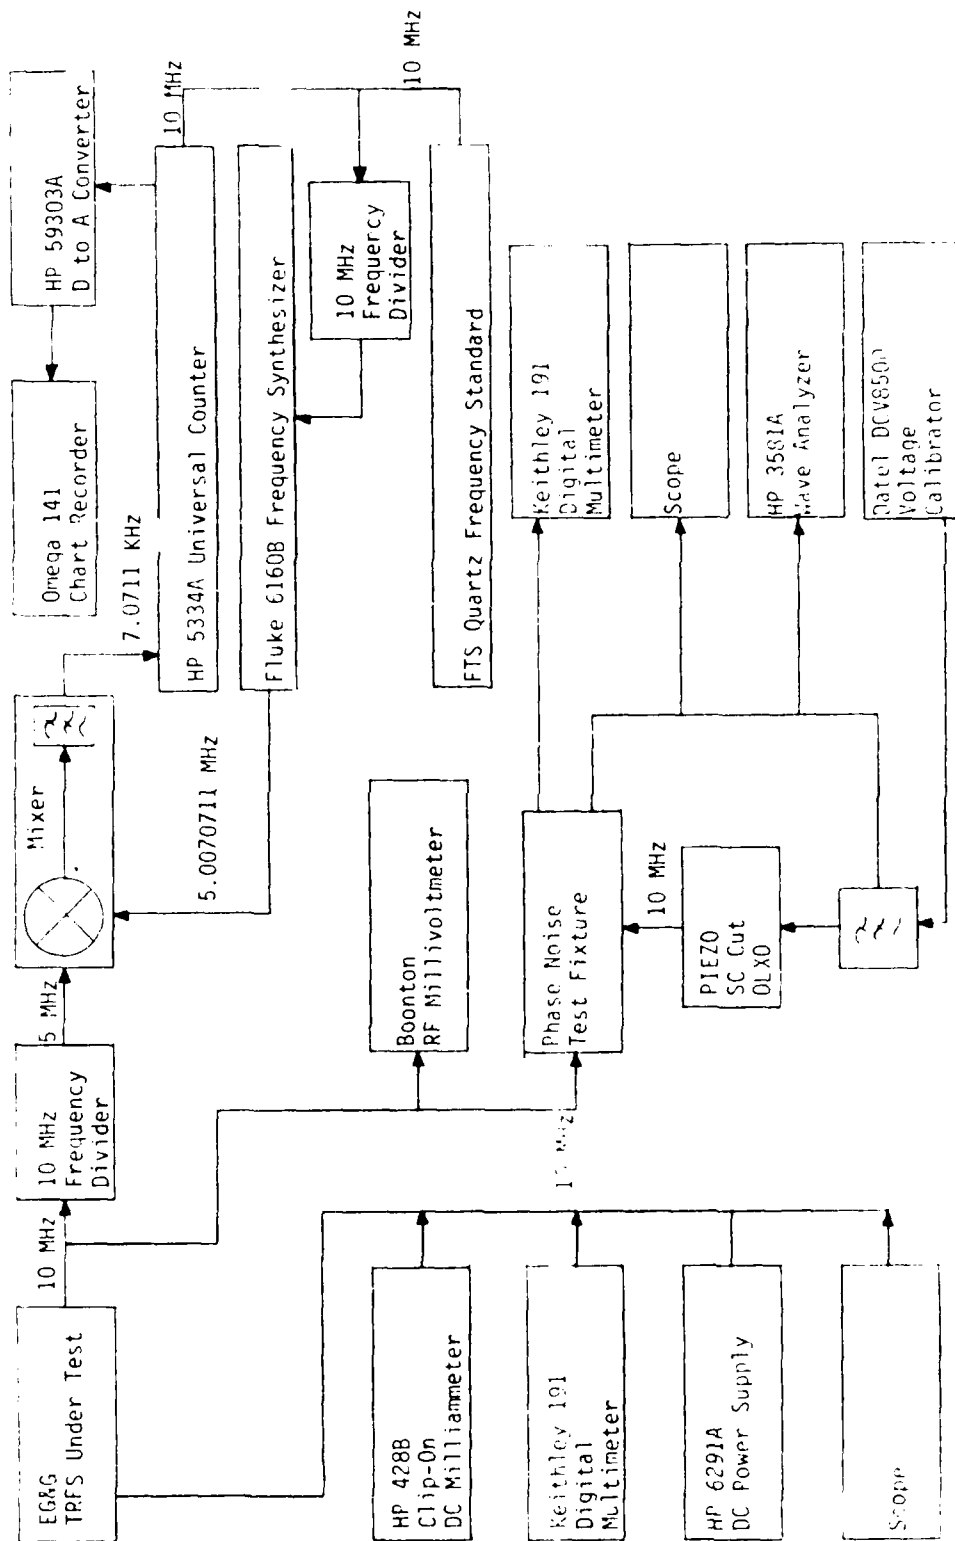 EG&G
TRFS Under Test
10 MHz
10 MHz
Frequency
Divider
5 MHz
Mixer
7.0711 KHz
5.0070711 MHz
Omega 141
Chart Recorder
HP 59303A
D to A Converter
HP 5334A Universal Counter
10 MHz
Fluke 6160B Frequency Synthesizer
10 MHz
Frequency
Divider
10 MHz
FTS Quartz Frequency Standard
Boonton
RF Millivoltmeter
HP 428B
Clip-On
DC Milliammeter
Keithley 191
Digital
Multimeter
HP 6291A
DC Power Supply
Scope
MHz
Phase Noise
Test Fixture
10 MHz
PIEZO
SC Cut
OLXO
Keithley 191
Digital
Multimeter
Scope
HP 3581A
Wave Analyzer
Datel DCV8500
Voltage
Calibrator